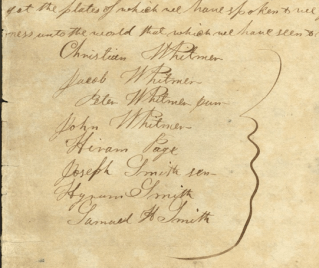 got the plates of which we have spoken & we
ness unto the world that which we have seen &
Christian Whitmer
Jacob Whitmer
Peter Whitmer jun
John Whitmer
Hiram Page
Joseph Smith sen
Hyrum Smith
Samuel H Smith